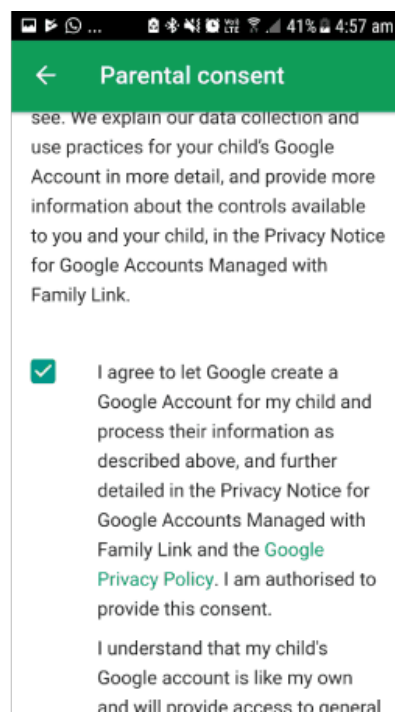 ... 41% 4:57 am
Parental consent
see. We explain our data collection and
use practices for your child's Google
Account in more detail, and provide more
information about the controls available
to you and your child, in the Privacy Notice
for Google Accounts Managed with
Family Link.
I agree to let Google create a
Google Account for my child and
process their information as
described above, and further
detailed in the Privacy Notice for
Google Accounts Managed with
Family Link and the Google
Privacy Policy. I am authorised to
provide this consent.
I understand that my child's
Google account is like my own
and will provide access to general